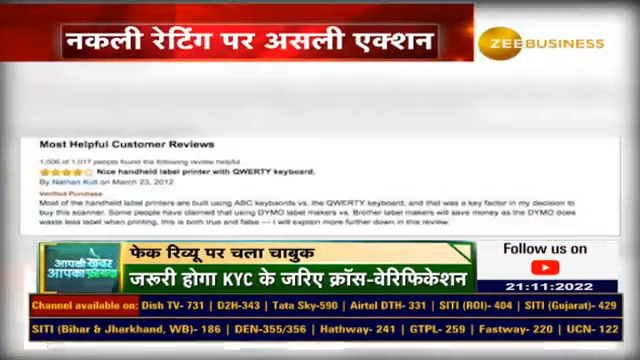 नकली रेटिंग पर असली एक्शन
ZEEBUSINESS
Most Helpful Customer Reviews
1,006 of 1,017 people found the following review helpful
Nice handheld label printer with QWERTY keyboard.
By Nathan Kull on March 23, 2012
Verified Purchase
Most of the handheld label printers are built using ABC keybaords vs. the QWERTY keyboard, and that was a key factor in my decision to
buy this scanner. Some people have claimed that using DYMO label makers vs. Brother label makers will save money as the DYMO does
waste less label when printing, this is both true and false — I will explain more further down in this review.
आपकी खबर
आपका फायदा
फेक रिव्यू पर चला चाबुक
जरूरी होगा KYC के जरिए क्रॉस-वेरिफिकेशन
Follow us on
21:11:2022
Channel available on: Dish TV- 731 | D2H-343 | Tata Sky-590 | Airtel DTH- 331 | SITI (ROI)- 404 | SITI (Gujarat)- 429
SITI (Bihar & Jharkhand, WB)- 186 | DEN-355/356 | Hathway- 241 | GTPL- 259 | Fastway- 220 | UCN- 122